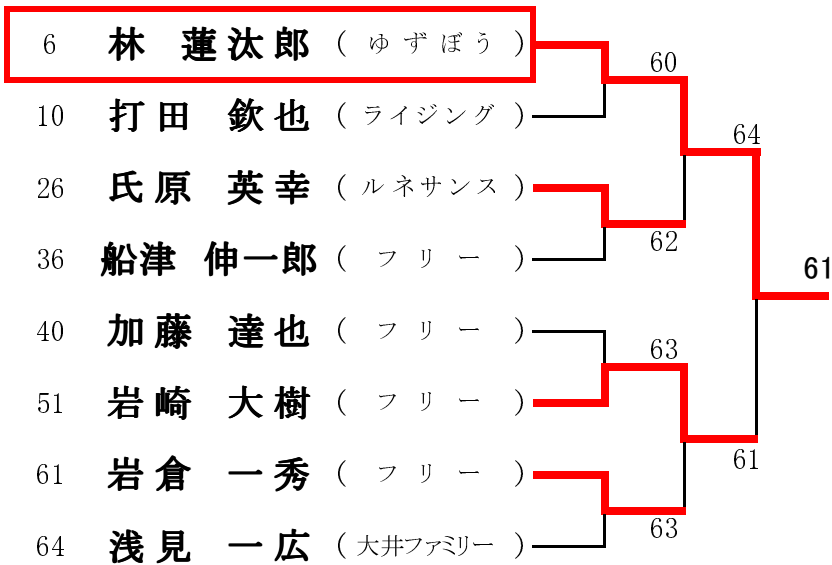 6 林 蓮汰郎 (ゆずぼう)
60
10 打田 欽也 (ライジング)
64
26 氏原 英幸 (ルネサンス)
62
36 船津 伸一郎 (フリー)
61
40 加藤 達也 (フリー)
63
51 岩崎 大樹 (フリー)
61
61 岩倉 一秀 (フリー)
63
64 浅見 一広 (大井ファミリー)